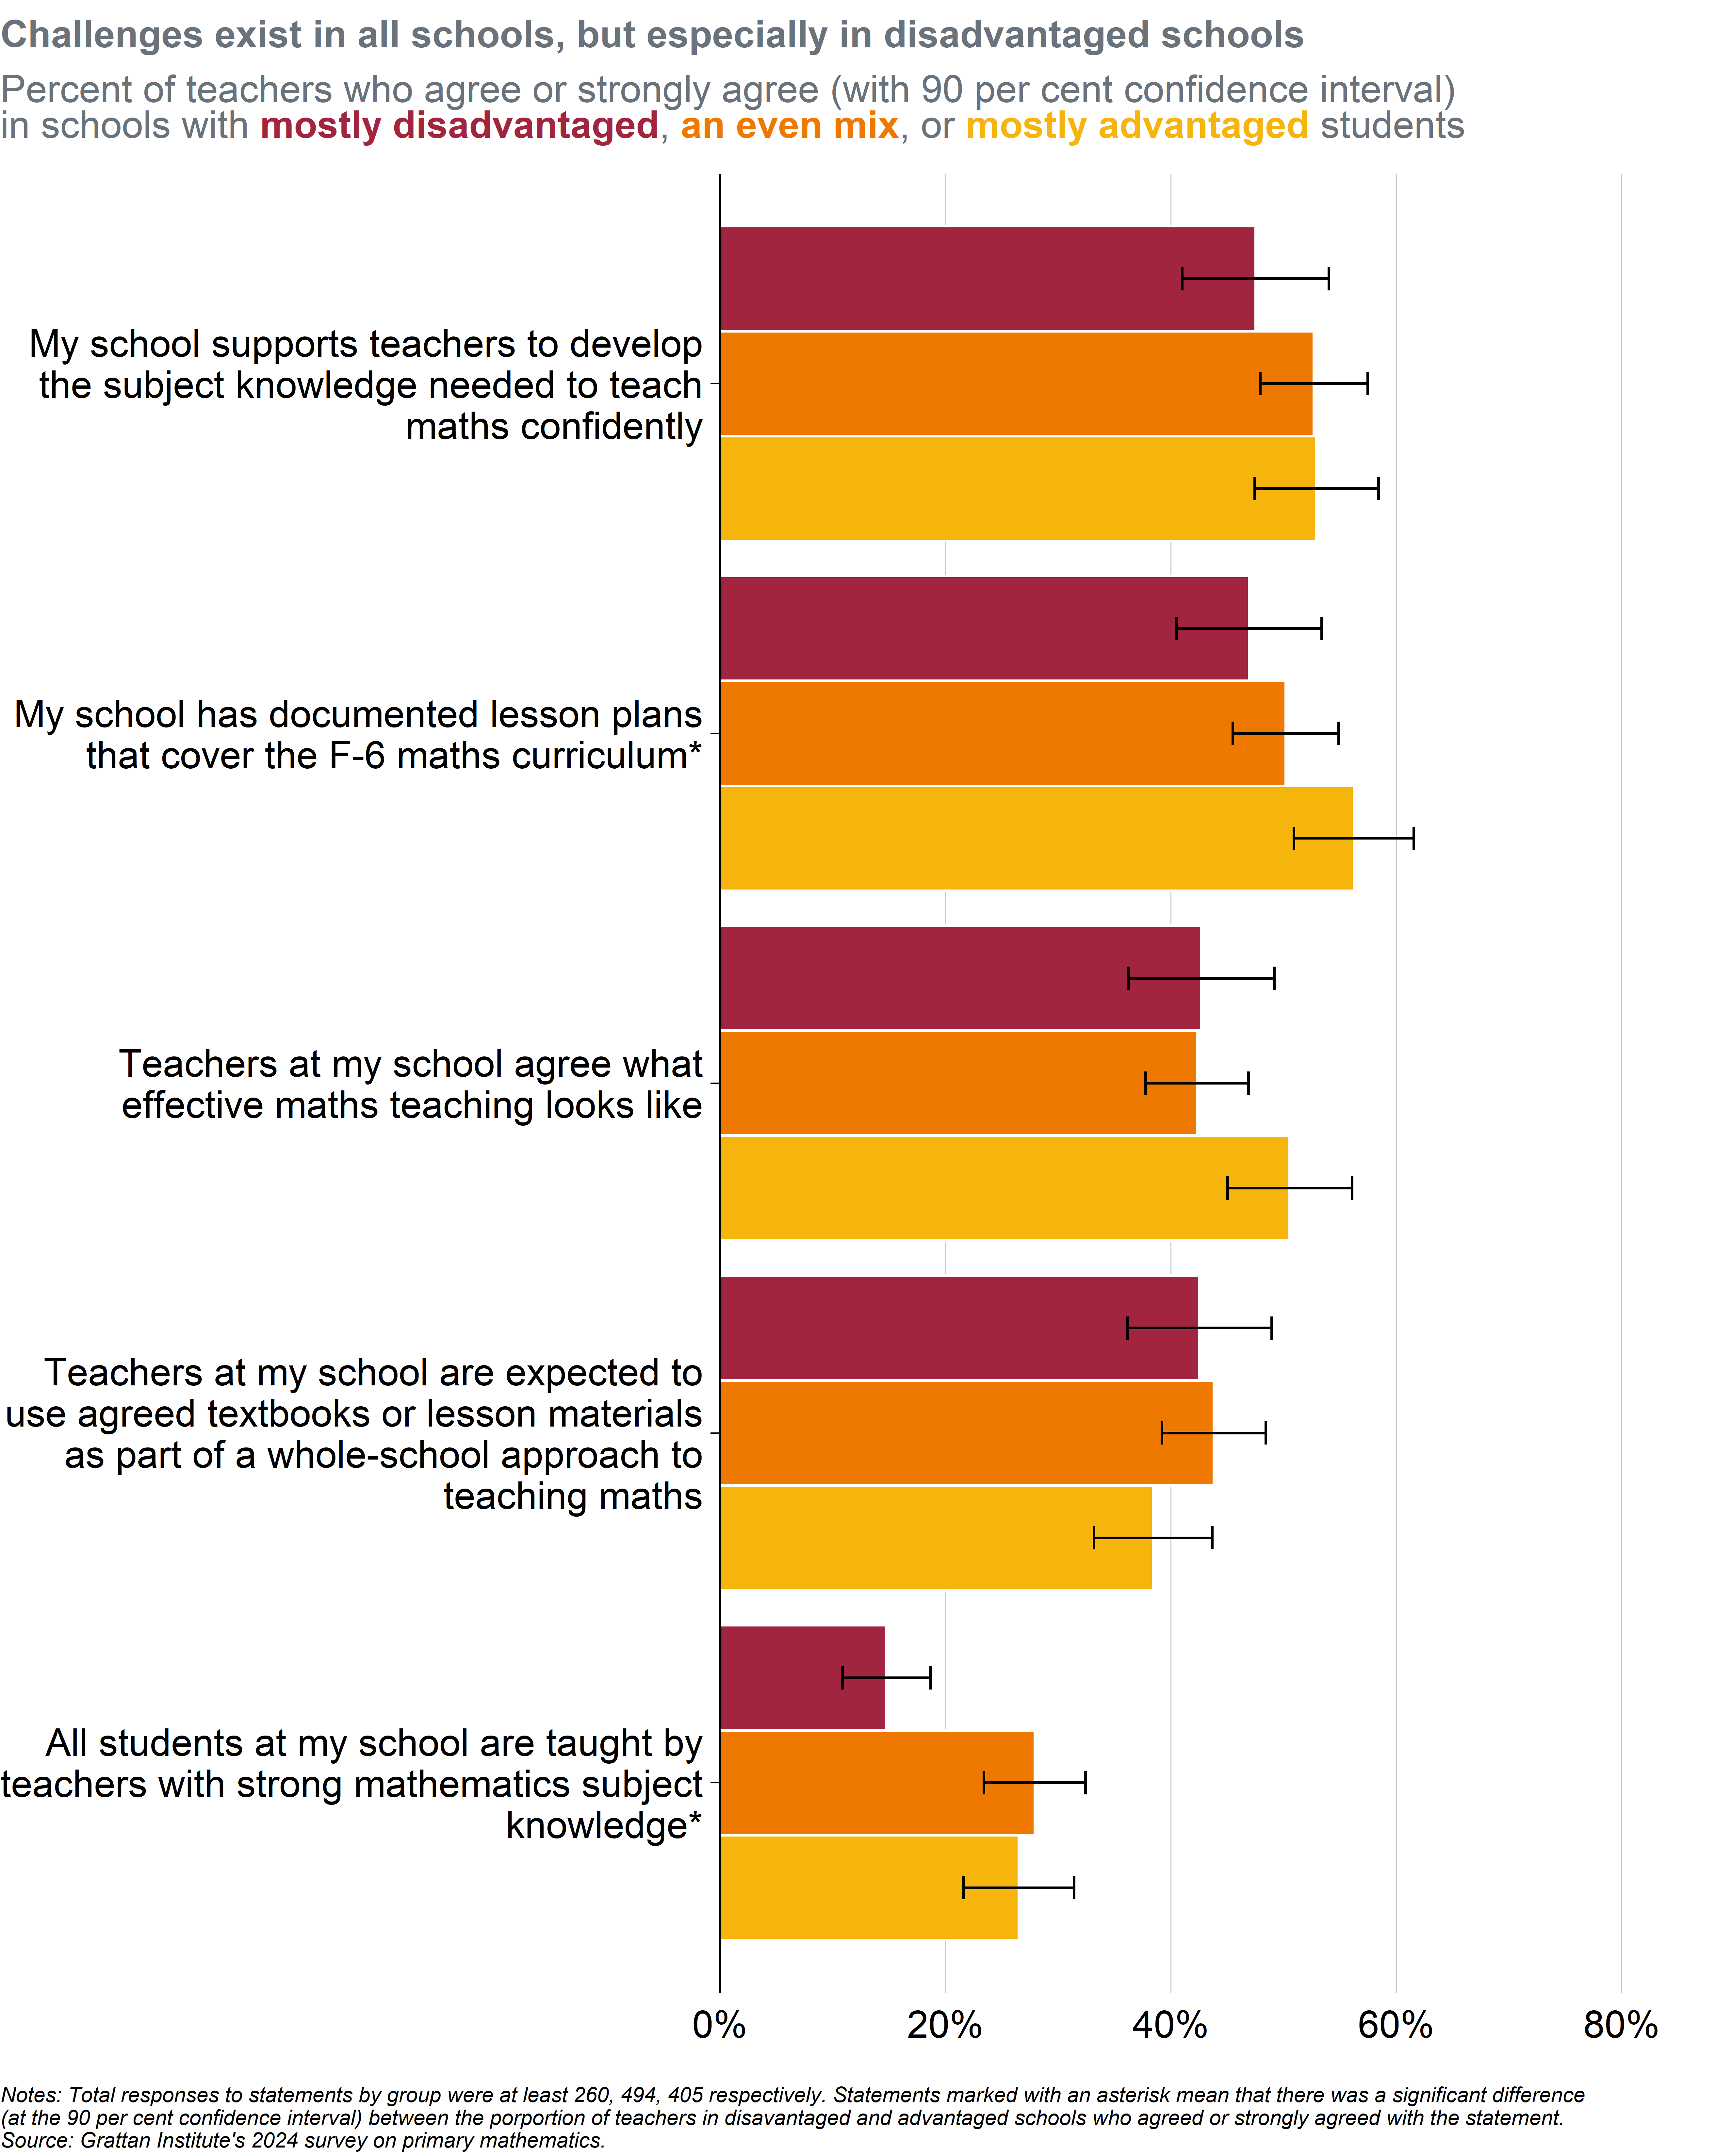 Challenges exist in all schools, but especially in disadvantaged schools
Percent of teachers who agree or strongly agree (with 90 per cent confidence interval)
in schools with mostly disadvantaged, an even mix, or mostly advantaged students
My school supports teachers to develop
the subject knowledge needed to teach
maths confidently
My school has documented lesson plans
that cover the F-6 maths curriculum*
Teachers at my school agree what
effective maths teaching looks like
Teachers at my school are expected to
use agreed textbooks or lesson materials
as part of a whole-school approach to
teaching maths
All students at my school are taught by
teachers with strong mathematics subject
knowledge*
0% 20% 40% 60% 80%
Notes: Total responses to statements by group were at least 260, 494, 405 respectively. Statements marked with an asterisk mean that there was a significant difference
(at the 90 per cent confidence interval) between the porportion of teachers in disavantaged and advantaged schools who agreed or strongly agreed with the statement.
Source: Grattan Institute's 2024 survey on primary mathematics.